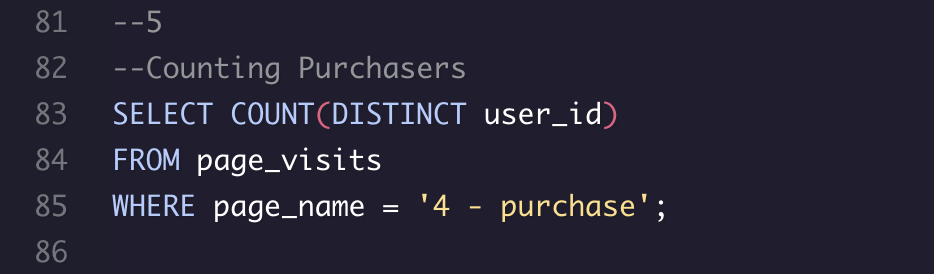 81 --5
82 --Counting Purchasers
83 SELECT COUNT(DISTINCT user_id)
84 FROM page_visits
85 WHERE page_name = '4 - purchase';
86